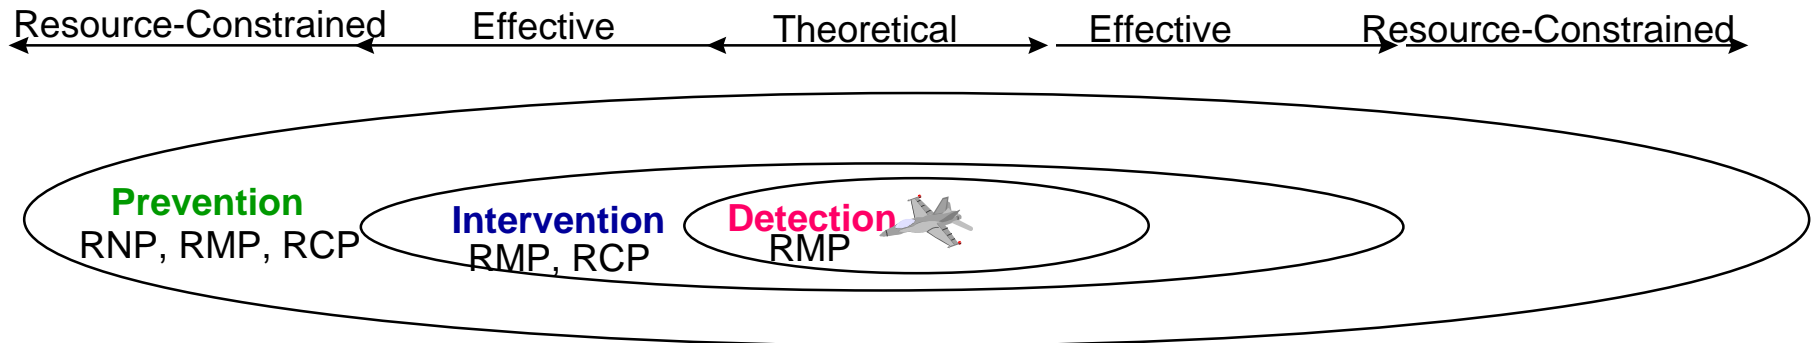 Resource-Constrained Effective Theoretical Effective Resource-Constrained
Prevention
RNP, RMP, RCP
Intervention
RMP, RCP
Detection
RMP